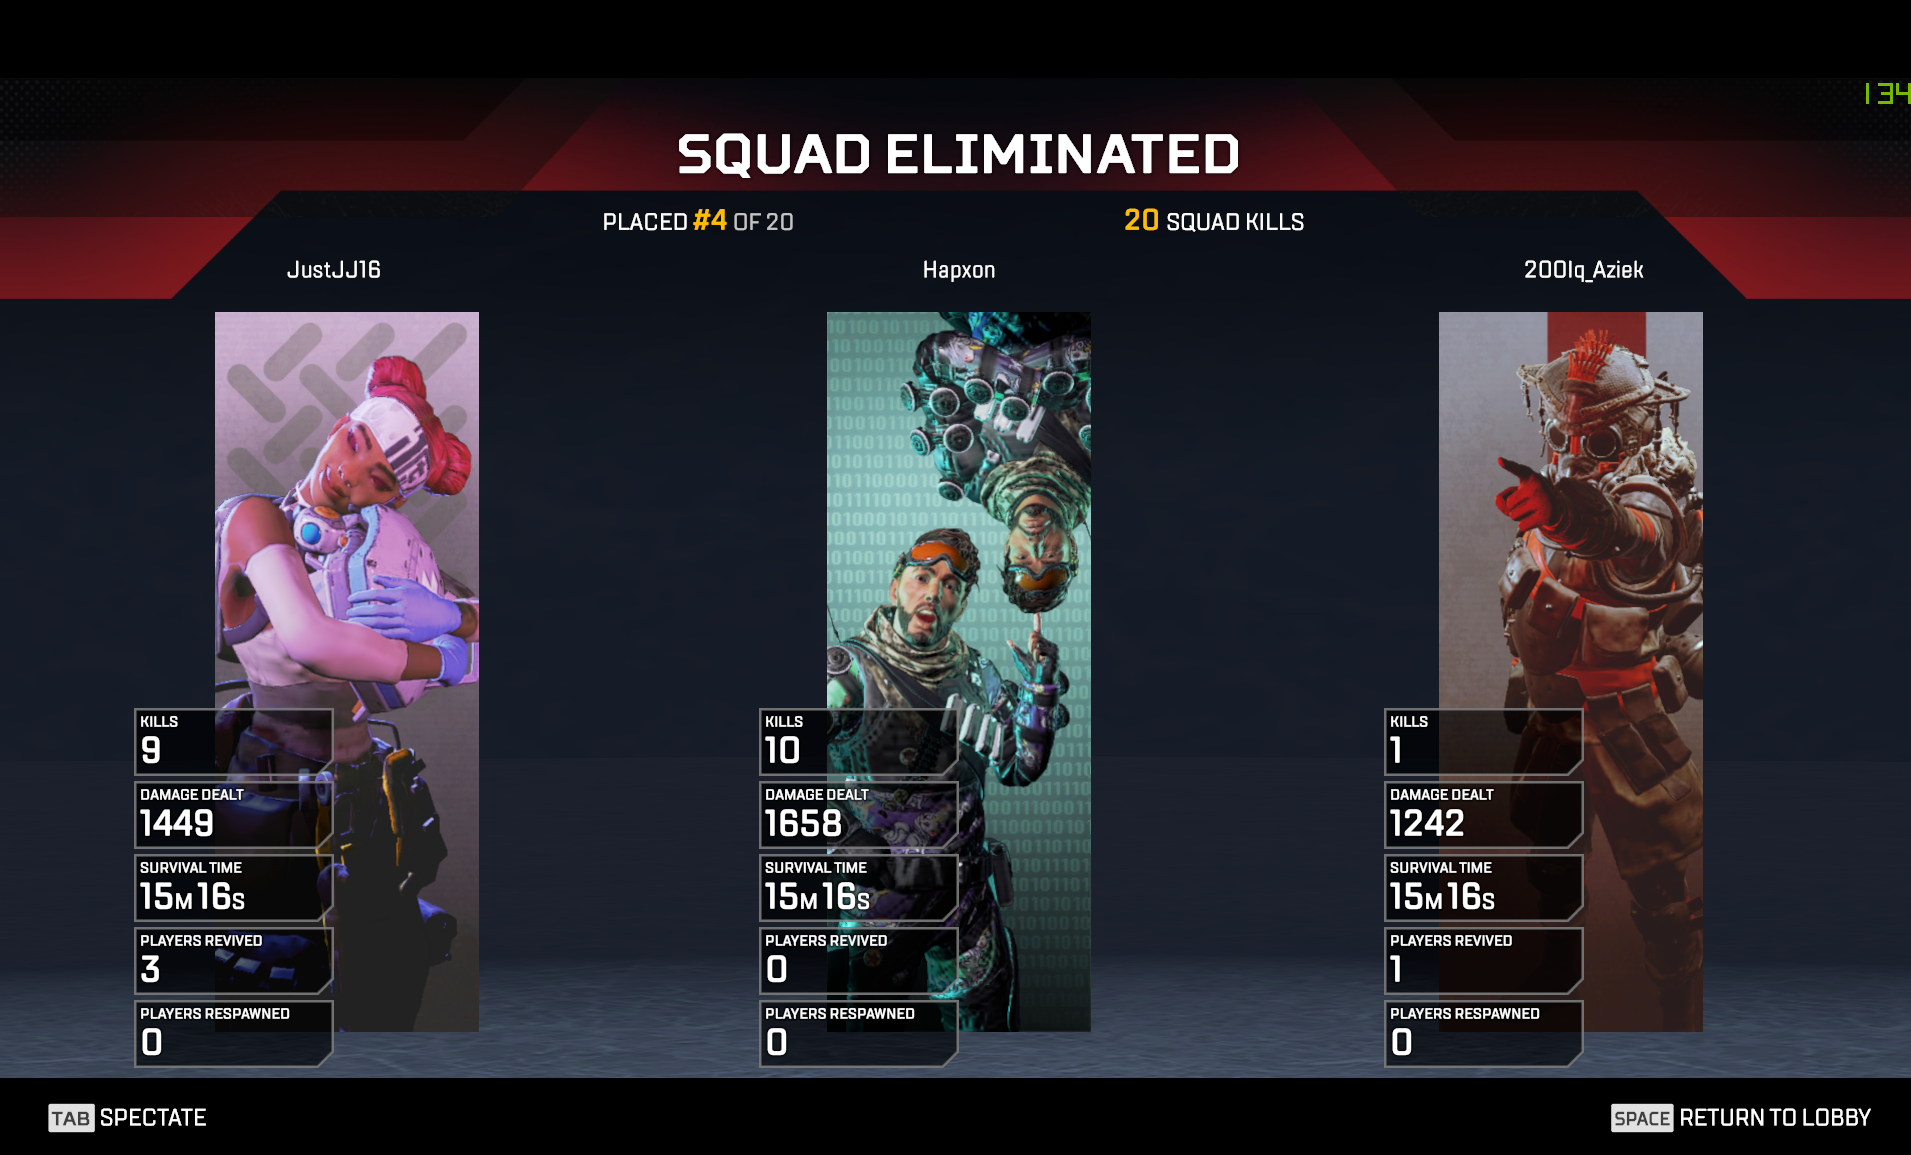 134
SQUAD ELIMINATED
PLACED #4 OF 20
20 SQUAD KILLS
JustJJ16
Hapxon
200Iq_Aziek
KILLS
9
DAMAGE DEALT
1449
SURVIVAL TIME
15M 16S
PLAYERS REVIVED
3
PLAYERS RESPAWNED
0
KILLS
10
DAMAGE DEALT
1658
SURVIVAL TIME
15M 16S
PLAYERS REVIVED
0
PLAYERS RESPAWNED
0
KILLS
1
DAMAGE DEALT
1242
SURVIVAL TIME
15M 16S
PLAYERS REVIVED
1
PLAYERS RESPAWNED
0
TAB SPECTATE
SPACE RETURN TO LOBBY